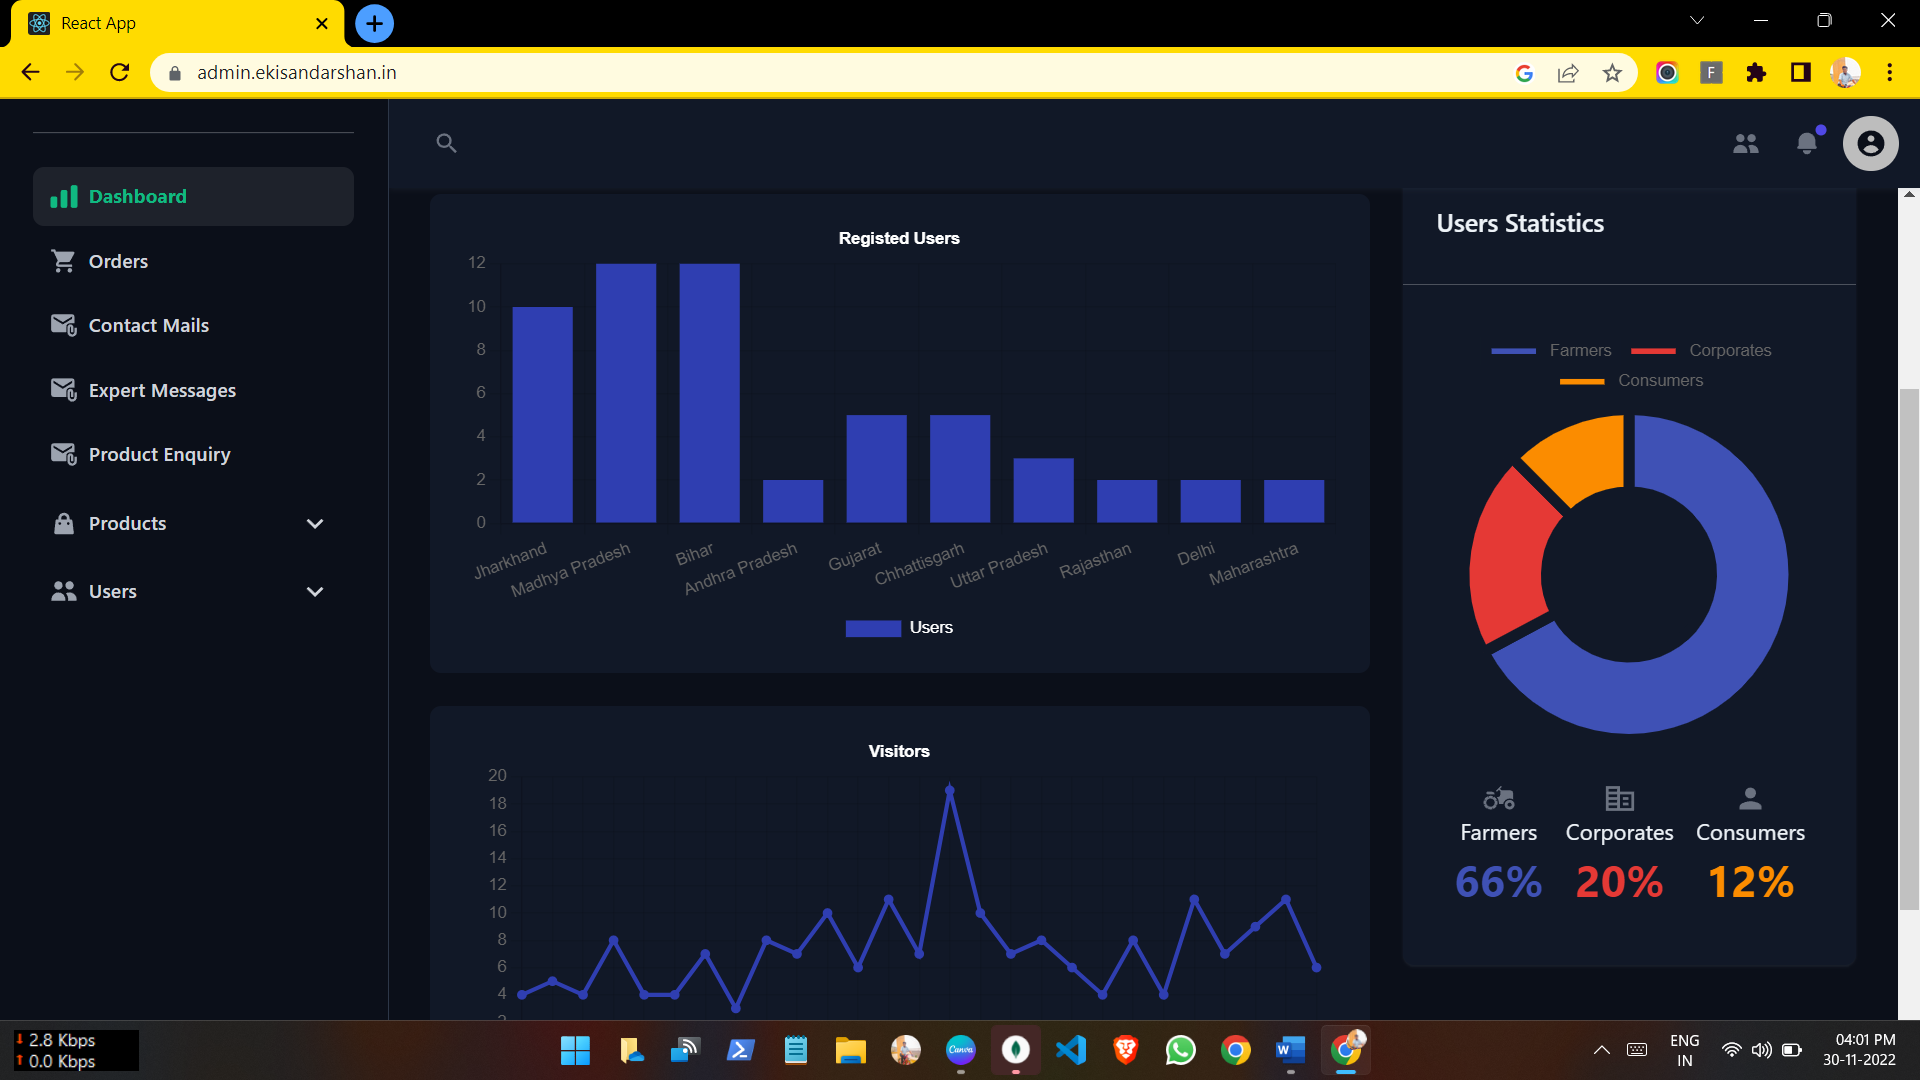 React App
admin.ekisandarshan.in
F
Dashboard
Orders
Contact Mails
Expert Messages
Product Enquiry
Products
Users
Registed Users
12
10
8
6
4
2
0
Jharkhand
Madhya Pradesh
Bihar
Andhra Pradesh
Gujarat
Chhattisgarh
Uttar Pradesh
Rajasthan
Delhi
Maharashtra
Users
Visitors
20
18
16
14
12
10
8
6
4
2
Users Statistics
Farmers Corporates
Consumers
Farmers Corporates Consumers
66% 20% 12%
2.8 Kbps
0.0 Kbps
Canva
W
ENG
IN
04:01 PM
30-11-2022